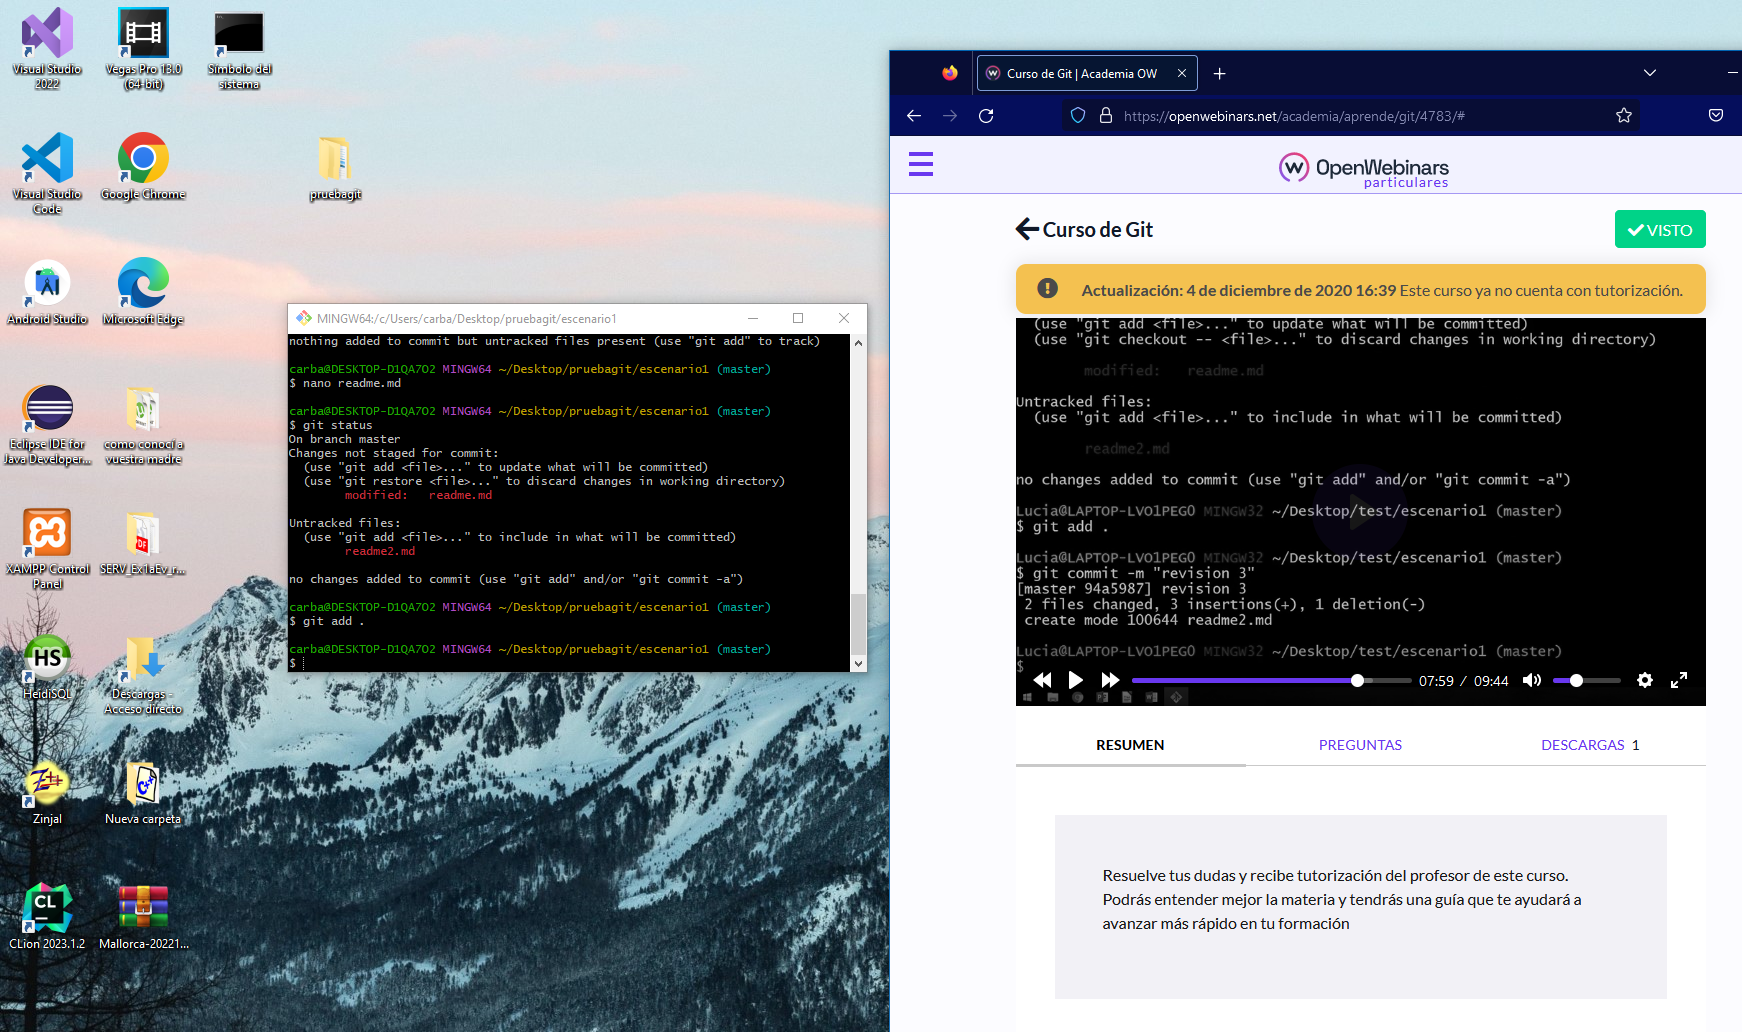 Visual Studio
2022
Vegas Pro 13.0
(64-bit)
Símbolo del
sistema
Visual Studio
Code
Google Chrome
pruebagit
Android Studio
Microsoft Edge
Eclipse IDE for
Java Developer...
como conocí a
vuestra madre
XAMPP Control
Panel
SERV_Ex1aEv_r...
HeidiSQL
Descargas -
Acceso directo
Zinjal
Nueva carpeta
CLion 2023.1.2
Mallorca-20221...
MINGW64:/c/Users/carba/Desktop/pruebagit/escenario1
nothing added to commit but untracked files present (use "git add" to track)
carba@DESKTOP-D1QA7O2 MINGW64 ~/Desktop/pruebagit/escenario1 (master)
$ nano readme.md
carba@DESKTOP-D1QA7O2 MINGW64 ~/Desktop/pruebagit/escenario1 (master)
$ git status
On branch master
Changes not staged for commit:
(use "git add <file>..." to update what will be committed)
(use "git restore <file>..." to discard changes in working directory)
modified: readme.md
Untracked files:
(use "git add <file>..." to include in what will be committed)
readme2.md
no changes added to commit (use "git add" and/or "git commit -a")
carba@DESKTOP-D1QA7O2 MINGW64 ~/Desktop/pruebagit/escenario1 (master)
$ git add .
carba@DESKTOP-D1QA7O2 MINGW64 ~/Desktop/pruebagit/escenario1 (master)
$
Curso de Git | Academia OW
https://openwebinars.net/academia/aprende/git/4783/#
OpenWebinars
particulares
Curso de Git
VISTO
Actualización: 4 de diciembre de 2020 16:39 Este curso ya no cuenta con tutorización.
(use "git add <file>..." to update what will be committed)
(use "git checkout -- <file>..." to discard changes in working directory)
modified: readme.md
Untracked files:
(use "git add <file>..." to include in what will be committed)
readme2.md
no changes added to commit (use "git add" and/or "git commit -a")
Lucia@LAPTOP-LVO1PEG0 MINGW32 ~/Desktop/test/escenario1 (master)
$ git add .
Lucia@LAPTOP-LVO1PEG0 MINGW32 ~/Desktop/test/escenario1 (master)
$ git commit -m "revision 3"
[master 94a5987] revision 3
2 files changed, 3 insertions(+), 1 deletion(-)
create mode 100644 readme2.md
Lucia@LAPTOP-LVO1PEG0 MINGW32 ~/Desktop/test/escenario1 (master)
$
07:59 / 09:44
RESUMEN
PREGUNTAS
DESCARGAS 1
Resuelve tus dudas y recibe tutorización del profesor de este curso.
Podrás entender mejor la materia y tendrás una guía que te ayudará a
avanzar más rápido en tu formación